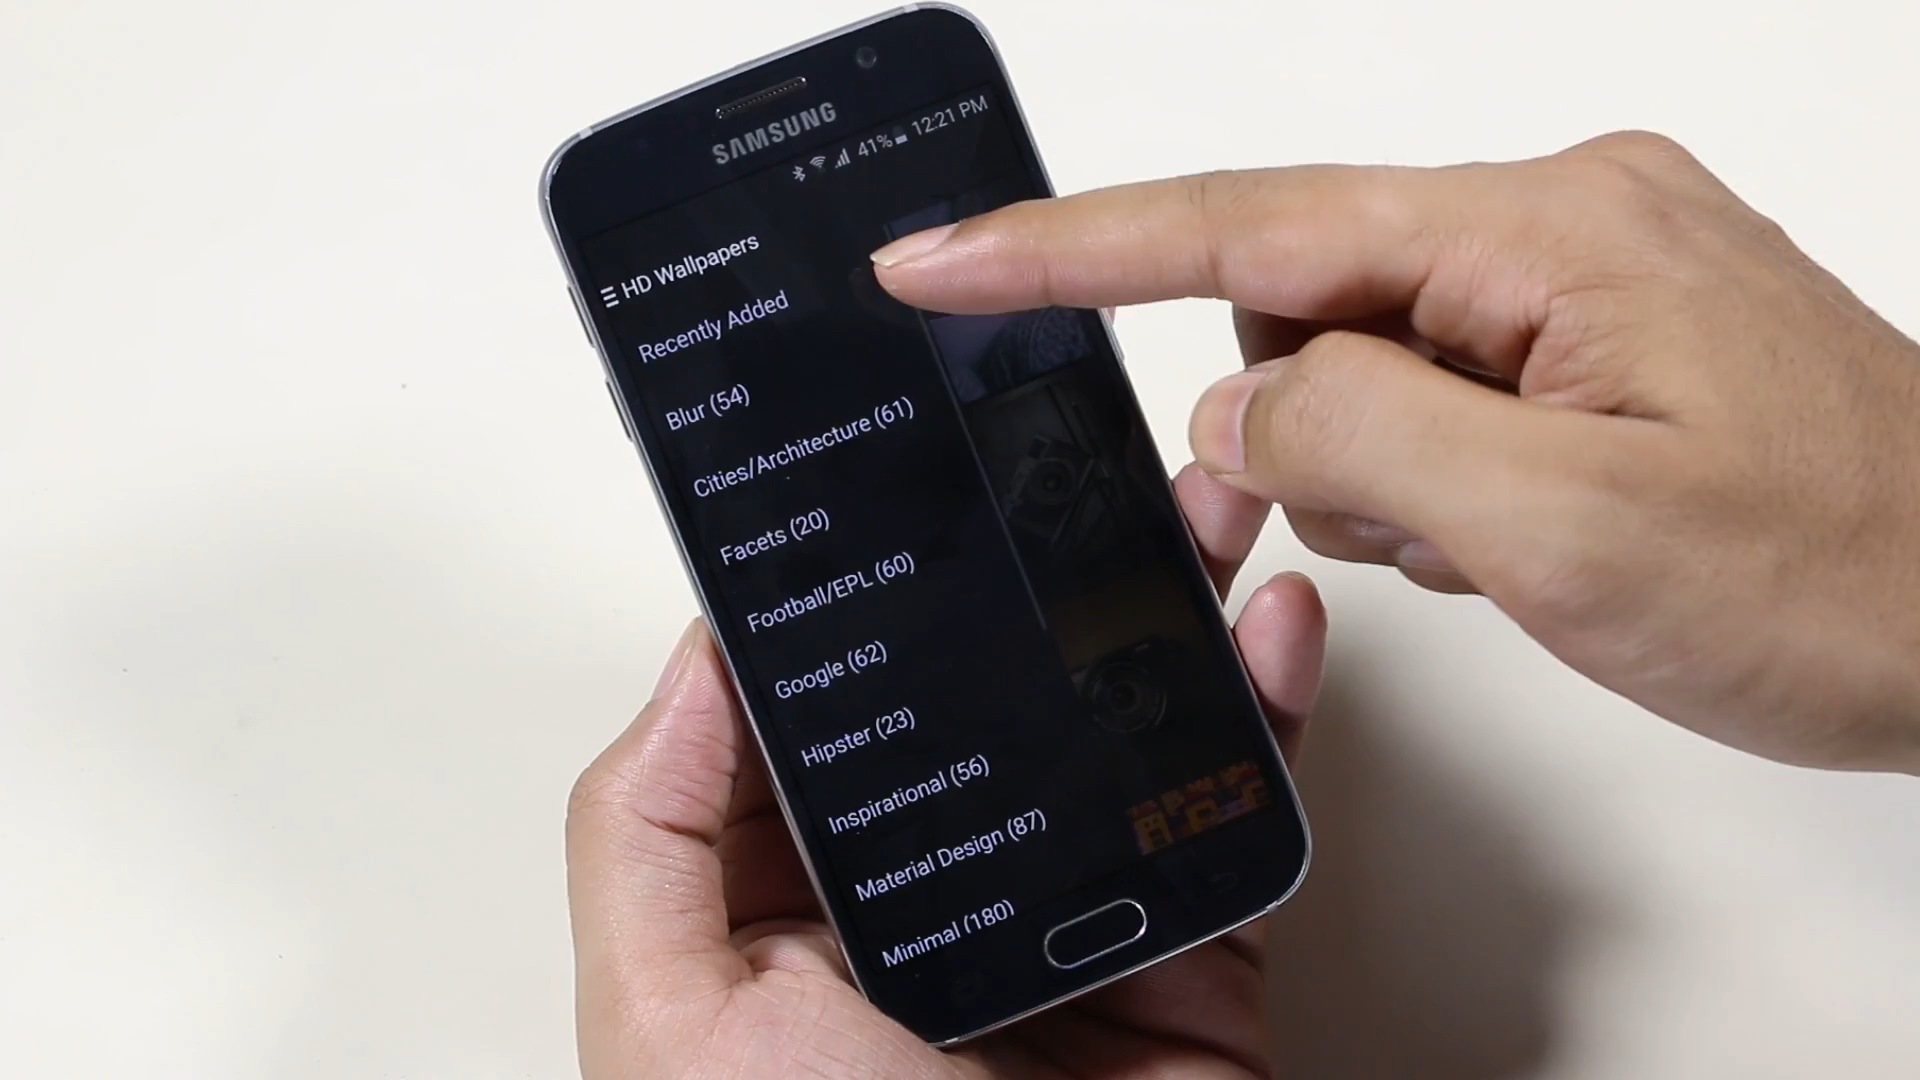 SAMSUNG
41% 12:21 PM
HD Wallpapers
Recently Added
Blur (54)
Cities/Architecture (61)
Facets (20)
Football/EPL (60)
Google (62)
Hipster (23)
Inspirational (56)
Material Design (87)
Minimal (180)